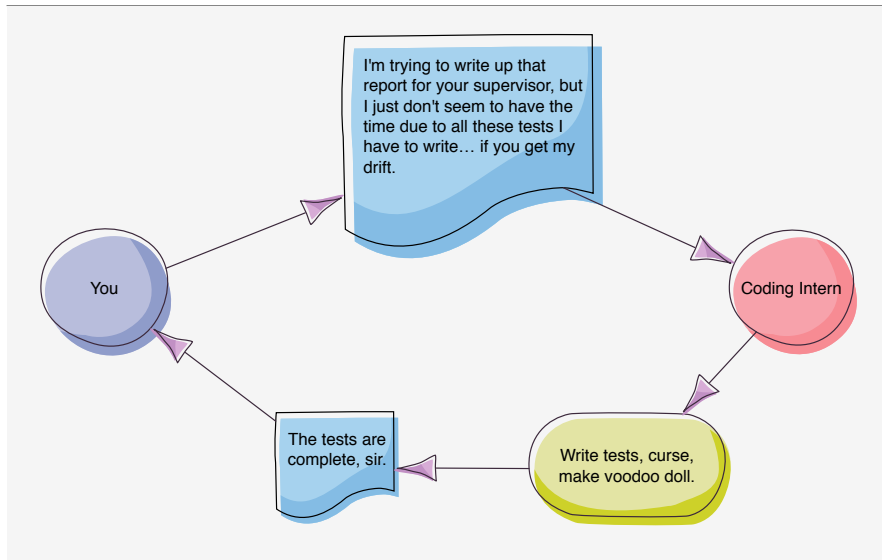 I'm trying to write up that
report for your supervisor, but
I just don't seem to have the
time due to all these tests I
have to write… if you get my
drift.
You
Coding Intern
The tests are
complete, sir.
Write tests, curse,
make voodoo doll.